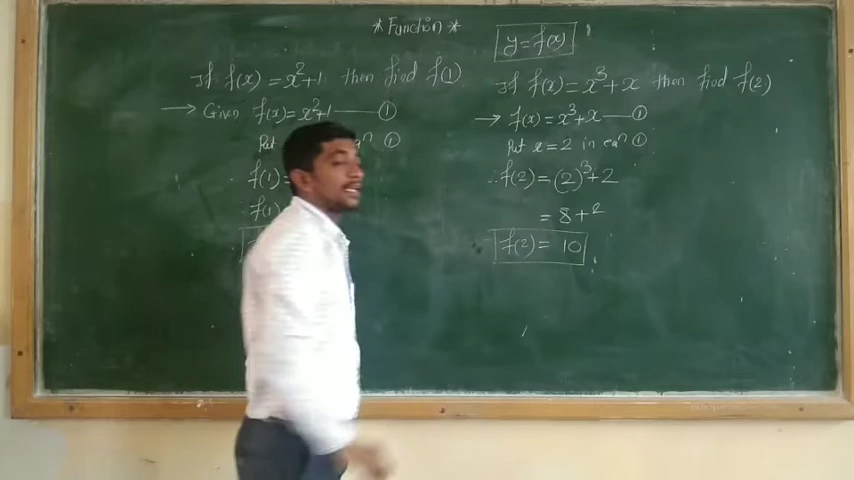 * Function *
y = f(x)
If f(x) = x²+1 then find f(1)
→ Given f(x) = x²+1 —— ①
Put eqⁿ ①
f(1) =
f(1)
If f(x) = x³+x then find f(2)
→ f(x) = x³+x —— ①
Put x = 2 in eqⁿ ①
∴ f(2) = (2)³+2
= 8+2
∴ f(2) = 10